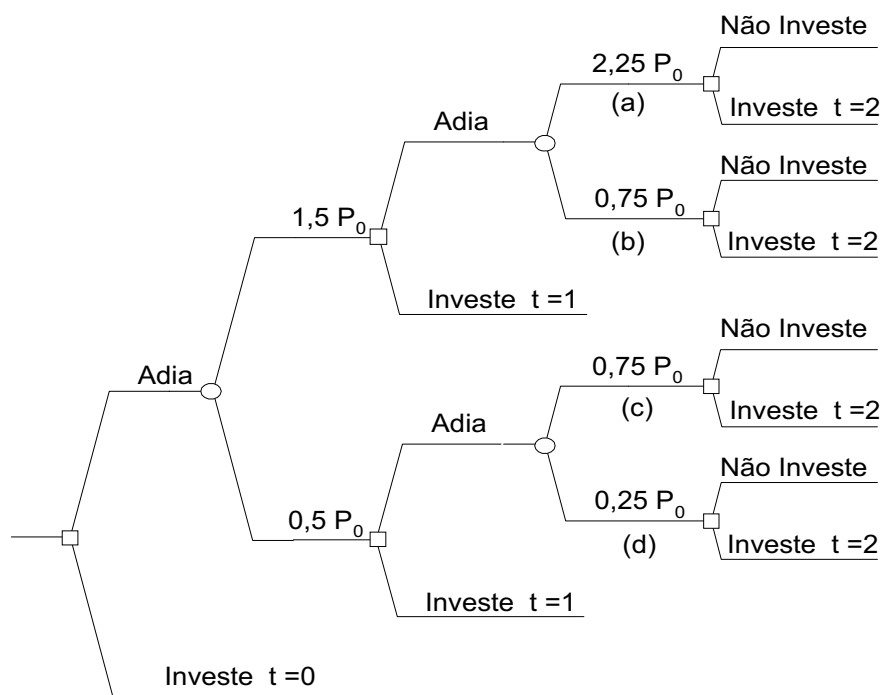 Não Investe
2,25 P₀
(a)
Investe t =2
Adia
Não Investe
0,75 P₀
(b)
Investe t =2
1,5 P₀
Investe t =1
Não Investe
Adia
0,75 P₀
(c)
Investe t =2
Adia
Não Investe
0,25 P₀
(d)
Investe t =2
0,5 P₀
Investe t =1
Investe t =0